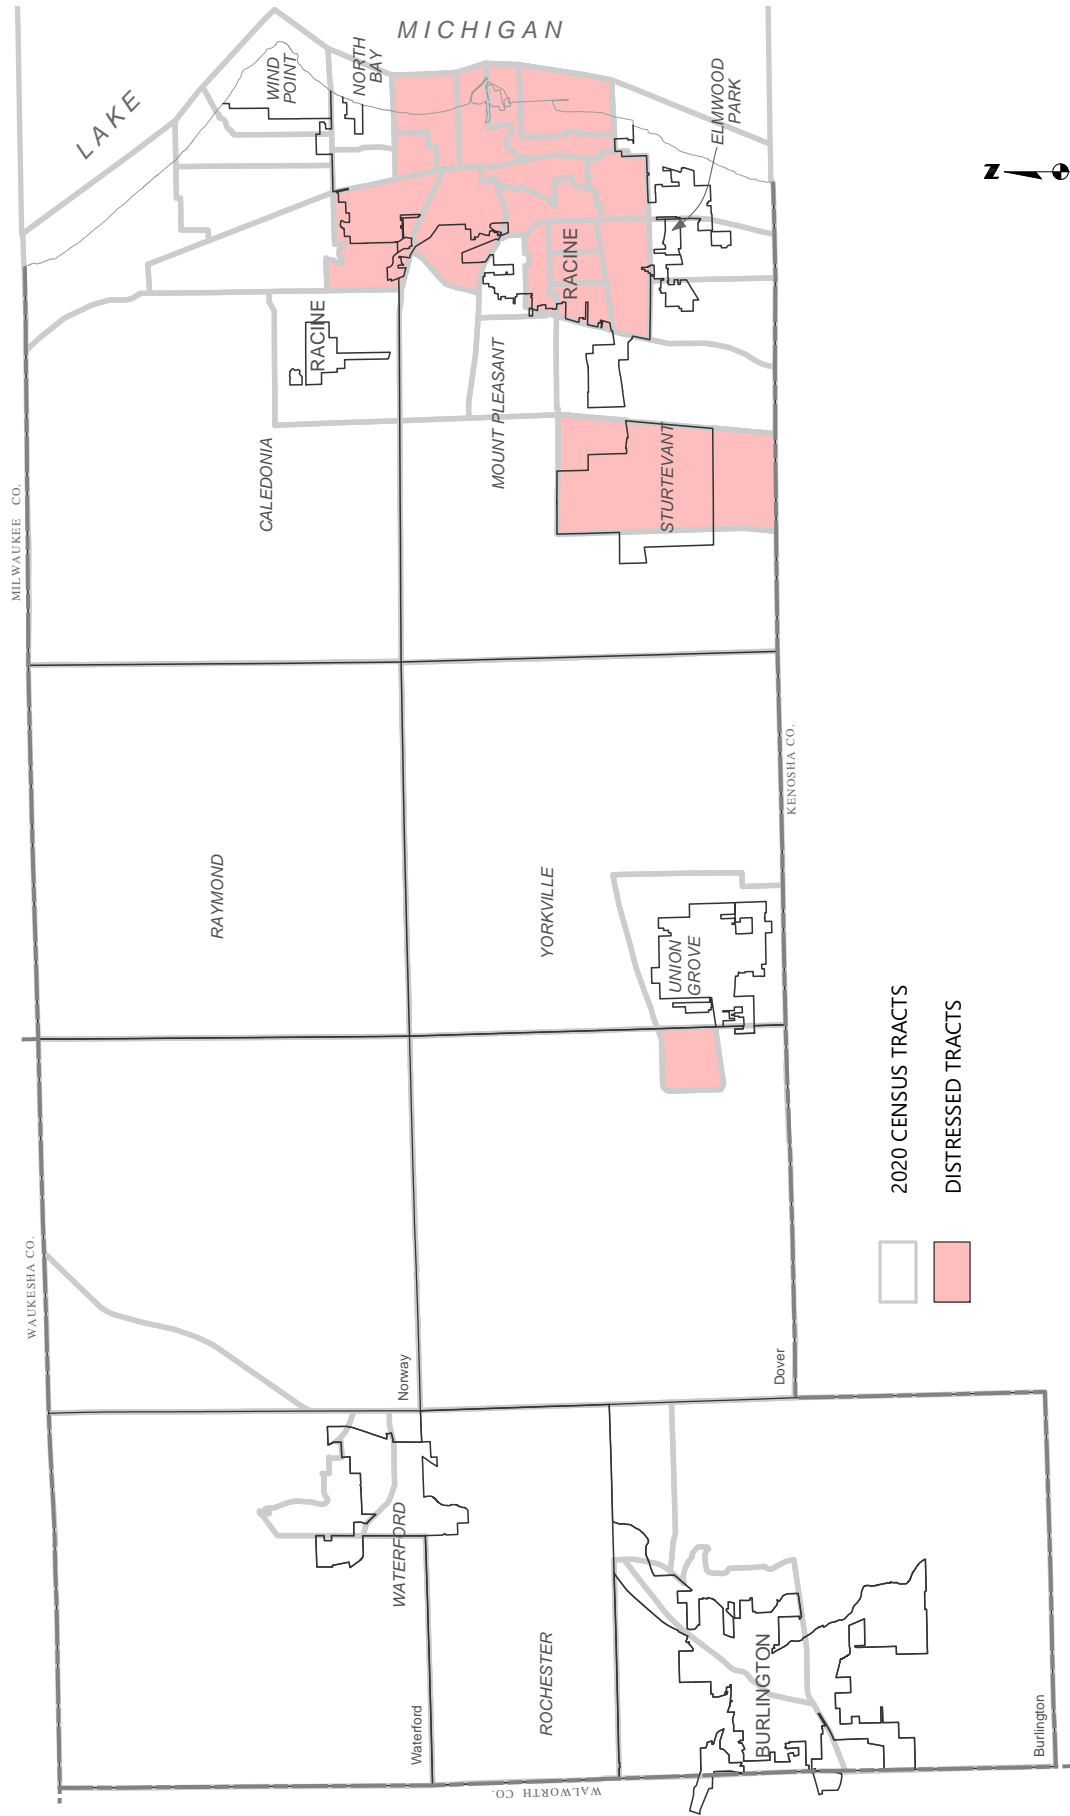 LAKE
MICHIGAN
WIND
POINT
NORTH
BAY
ELMWOOD
PARK
RACINE
RACINE
MOUNT PLEASANT
CALEDONIA
STURTEVANT
MILWAUKEE CO.
KENOSHA CO.
RAYMOND
YORKVILLE
UNION
GROVE
WAUKESHA CO.
Norway
Dover
WATERFORD
Waterford
ROCHESTER
BURLINGTON
Burlington
WALWORTH CO.
Z
2020 CENSUS TRACTS
DISTRESSED TRACTS